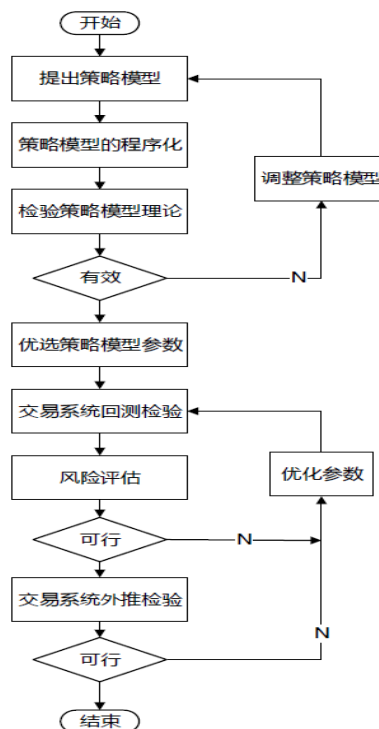 开始
提出策略模型
策略模型的程序化
调整策略模型
检验策略模型理论
有效
N
优选策略模型参数
交易系统回测检验
风险评估
优化参数
可行
N
交易系统外推检验
N
可行
结束